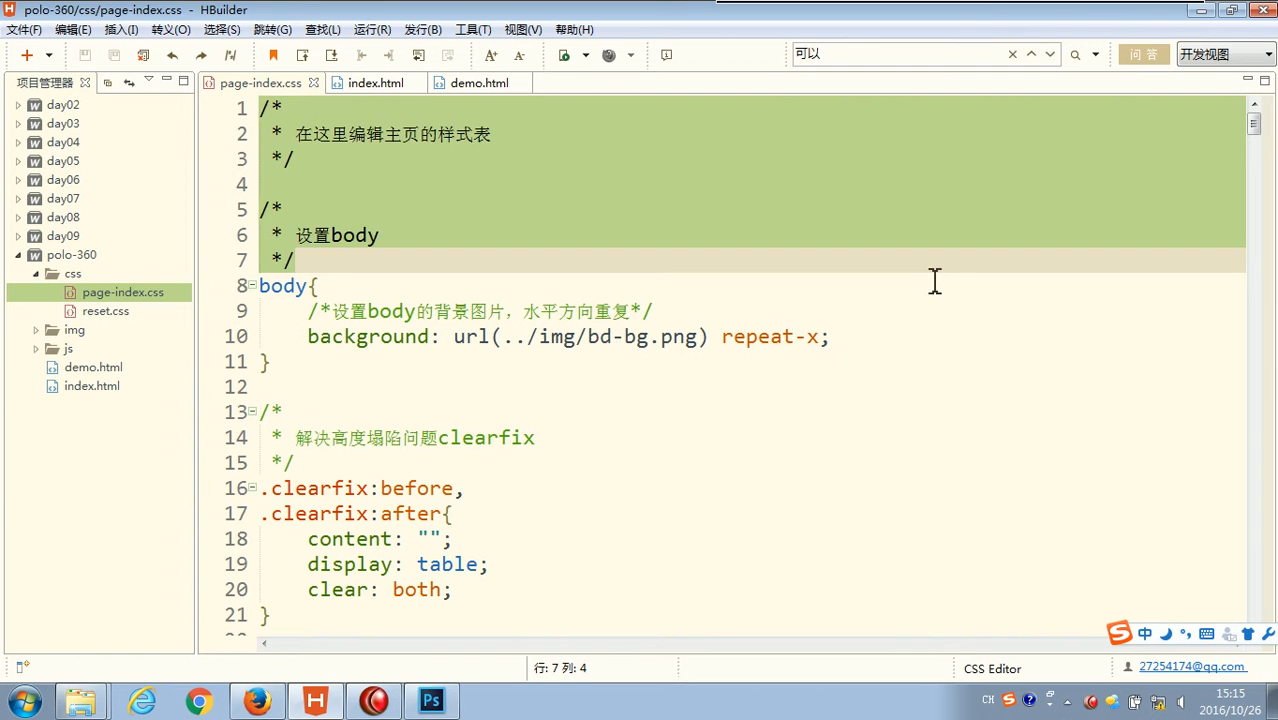 polo-360/css/page-index.css - HBuilder
文件(F) 编辑(E) 插入(I) 转义(O) 选择(S) 跳转(G) 查找(L) 运行(R) 发行(B) 工具(T) 视图(V) 帮助(H)
可以 问 答 开发视图
项目管理器 page-index.css index.html demo.html
day02
day03
day04
day05
day06
day07
day08
day09
polo-360
css
page-index.css
reset.css
img
js
demo.html
index.html
1 /*
2 * 在这里编辑主页的样式表
3 */
4
5 /*
6 * 设置body
7 */
8 body{
9 /*设置body的背景图片，水平方向重复*/
10 background: url(../img/bd-bg.png) repeat-x;
11 }
12
13 /*
14 * 解决高度塌陷问题clearfix
15 */
16 .clearfix:before,
17 .clearfix:after{
18 content: "";
19 display: table;
20 clear: both;
21 }
中
行: 7 列: 4 CSS Editor 27254174@qq.com
Ps CH 15:15
2016/10/26